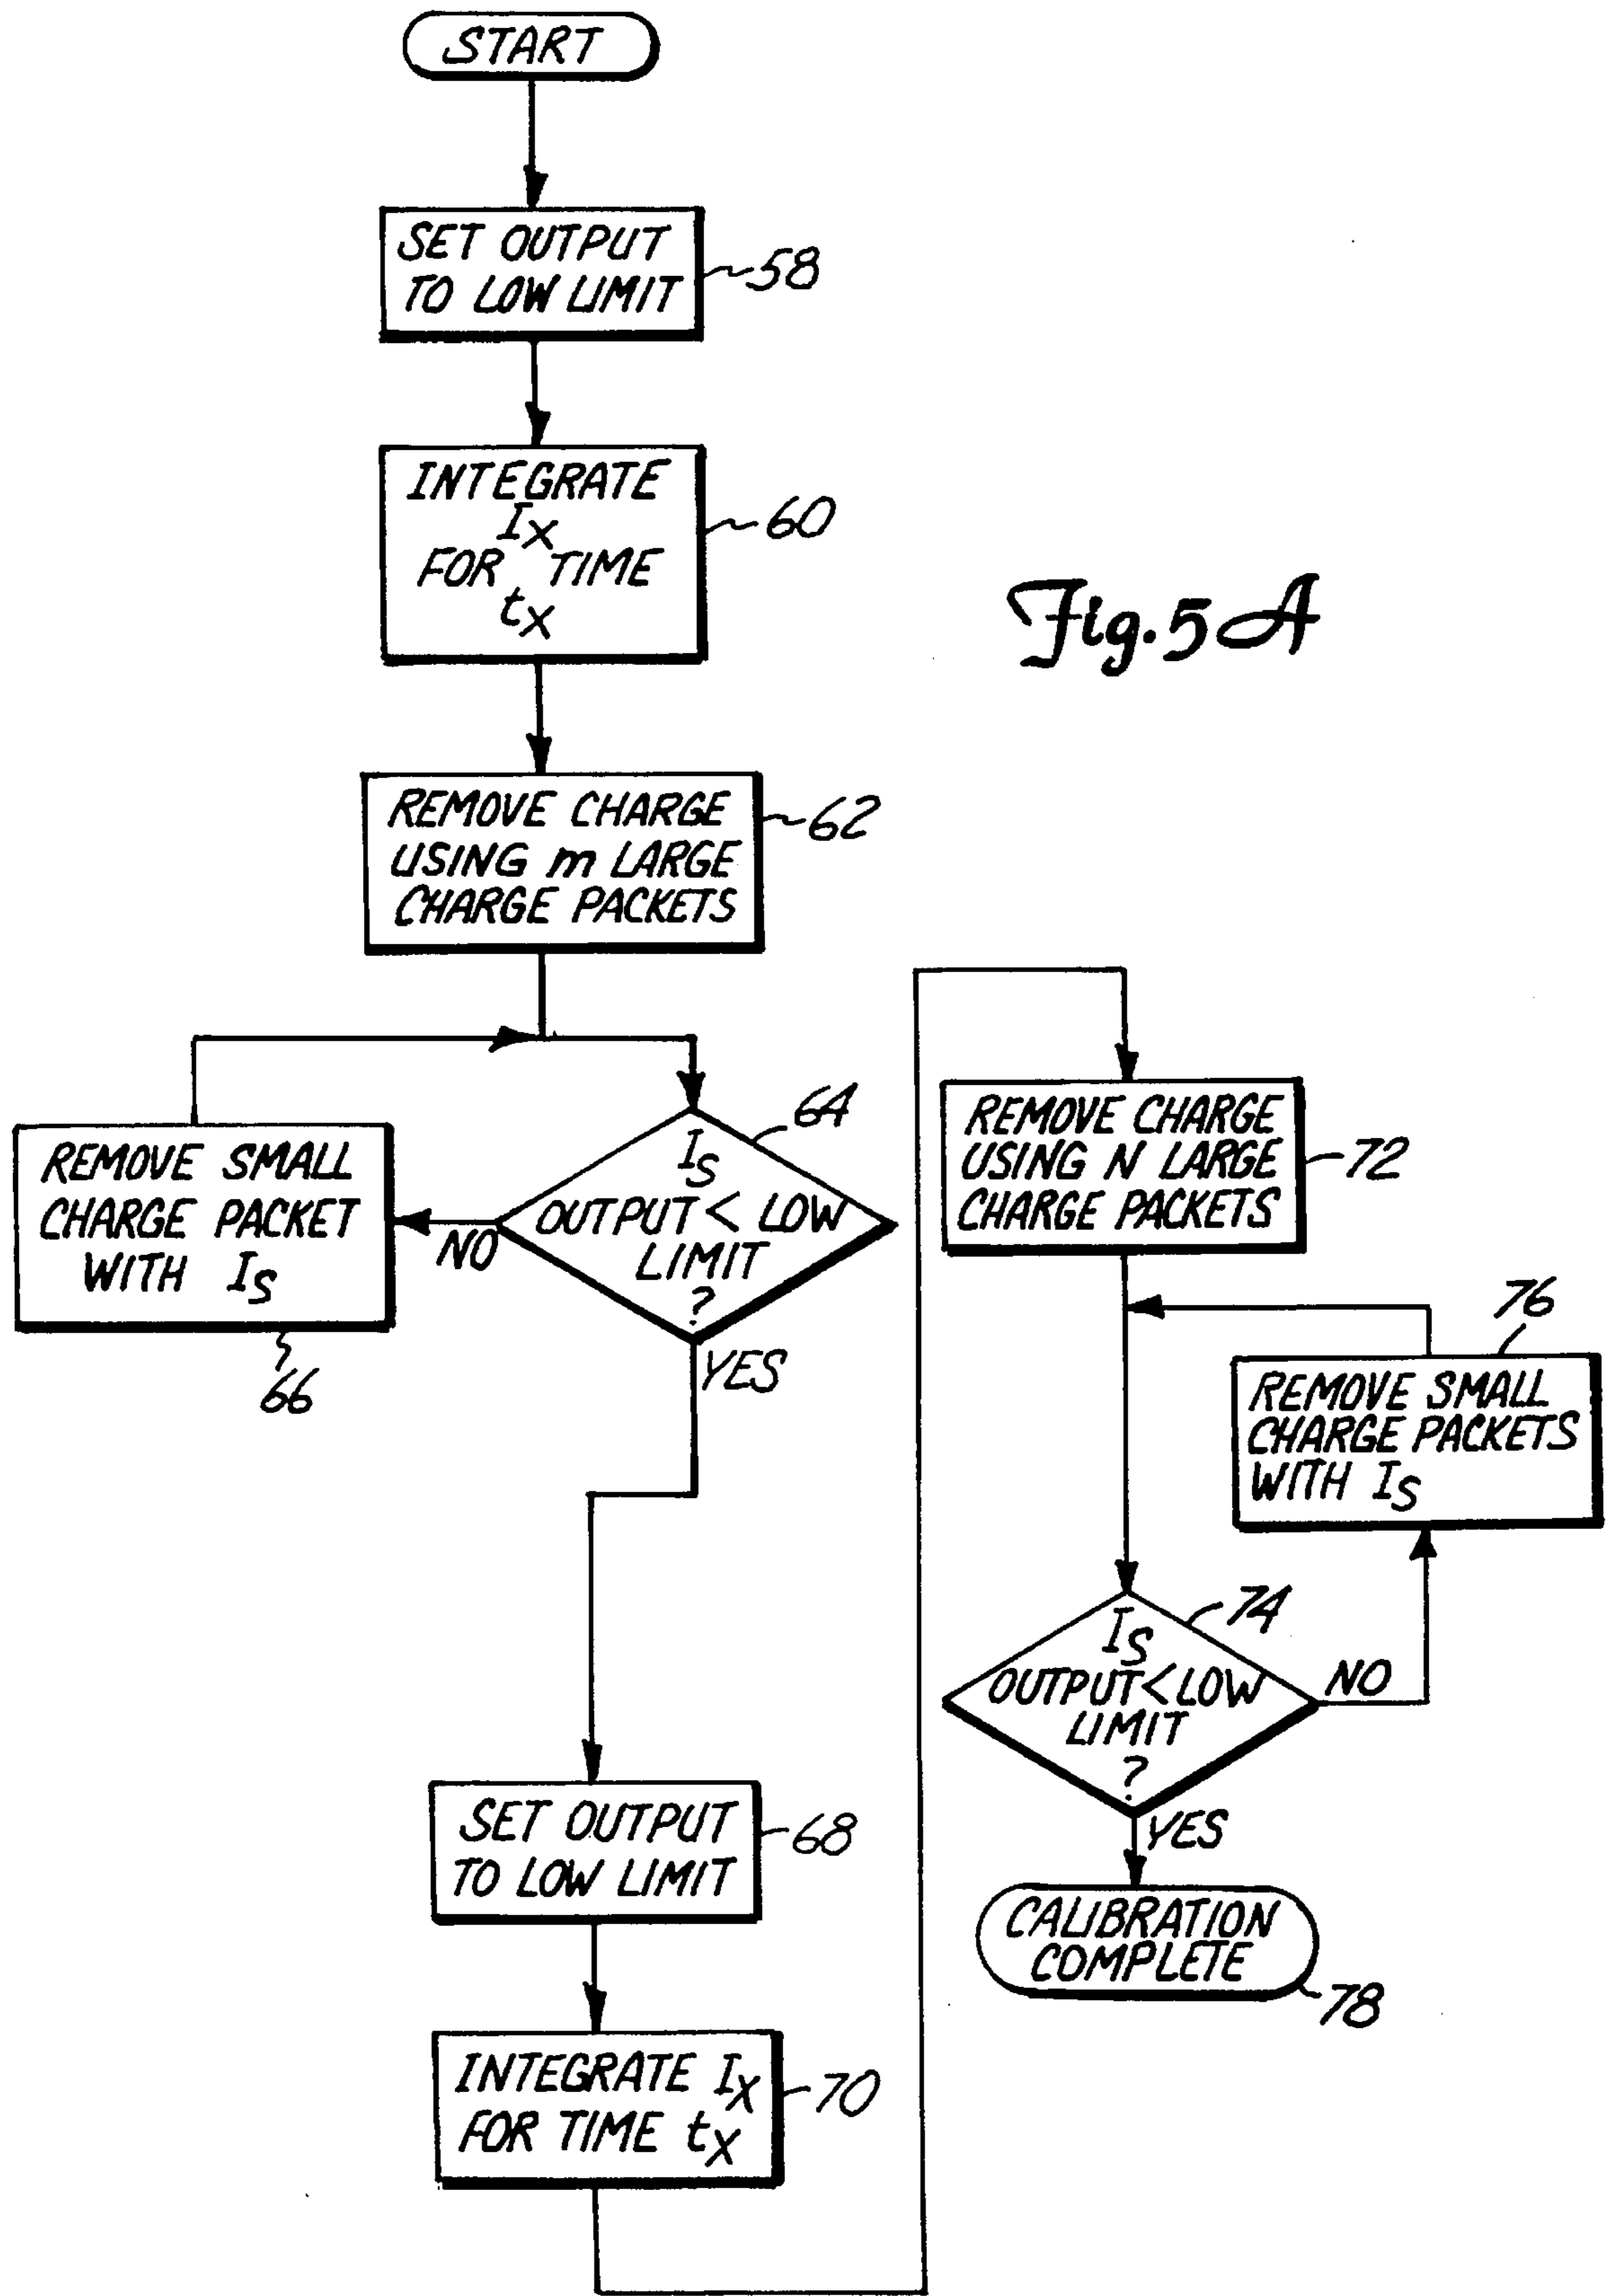 START
SET OUTPUT
TO LOW LIMIT
58
INTEGRATE
IX
FOR TIME
tX
60
Fig. 5A
REMOVE CHARGE
USING m LARGE
CHARGE PACKETS
62
64
IS
OUTPUT < LOW
LIMIT
?
NO
YES
REMOVE SMALL
CHARGE PACKET
WITH IS
66
SET OUTPUT
TO LOW LIMIT
68
INTEGRATE IX
FOR TIME tX
70
REMOVE CHARGE
USING N LARGE
CHARGE PACKETS
72
76
REMOVE SMALL
CHARGE PACKETS
WITH IS
74
IS
OUTPUT < LOW
LIMIT
?
NO
YES
CALIBRATION
COMPLETE
78